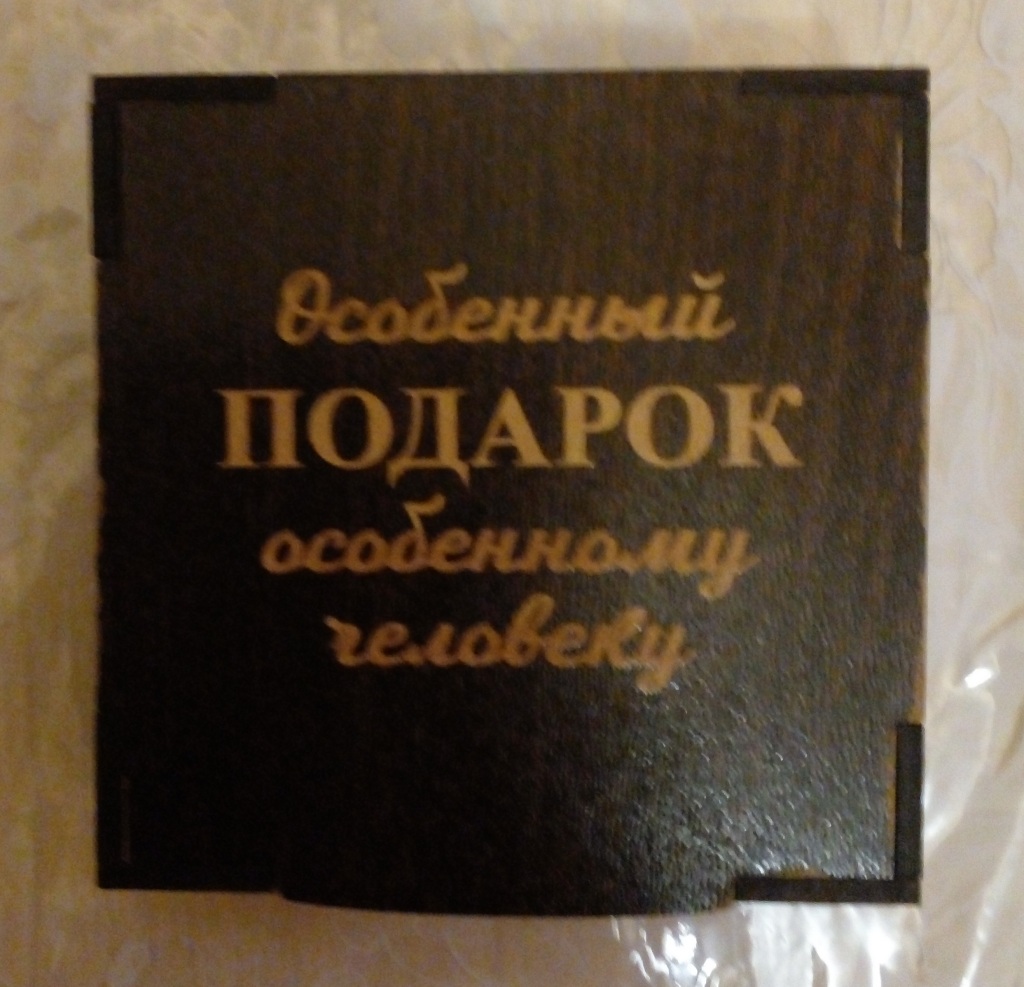 Особенный
ПОДАРОК
особенному
человеку